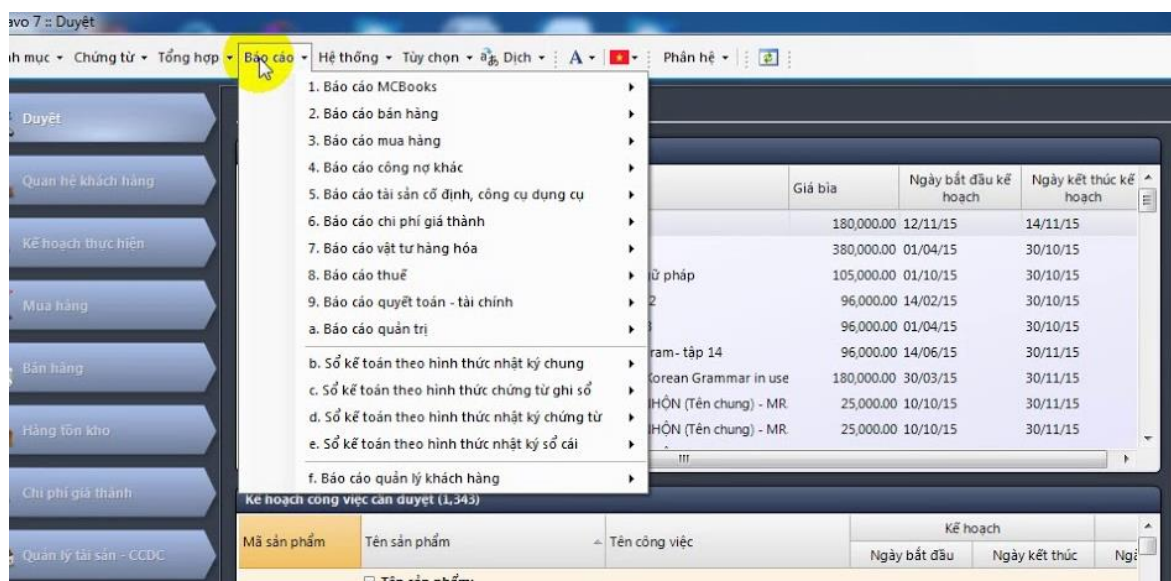 avo 7 :: Duyệt
nh mục Chứng từ Tổng hợp Báo cáo Hệ thống Tùy chọn Dịch A Phân hệ
1. Báo cáo MCBooks
2. Báo cáo bán hàng
3. Báo cáo mua hàng
4. Báo cáo công nợ khác
5. Báo cáo tài sản cố định, công cụ dụng cụ
6. Báo cáo chi phí giá thành
7. Báo cáo vật tư hàng hóa
8. Báo cáo thuế
9. Báo cáo quyết toán - tài chính
a. Báo cáo quản trị
b. Sổ kế toán theo hình thức nhật ký chung
c. Sổ kế toán theo hình thức chứng từ ghi sổ
d. Sổ kế toán theo hình thức nhật ký chứng từ
e. Sổ kế toán theo hình thức nhật ký sổ cái
f. Báo cáo quản lý khách hàng
Duyệt
Quan hệ khách hàng
Kế hoạch thực hiện
Mua hàng
Bán hàng
Hàng tồn kho
Chi phí giá thành
Quản lý tài sản - CCDC
Giá bìa Ngày bắt đầu kế hoạch Ngày kết thúc kế hoạch
180,000.00 12/11/15 14/11/15
380,000.00 01/04/15 30/10/15
ữ pháp 105,000.00 01/10/15 30/10/15
2 96,000.00 14/02/15 30/10/15
3 96,000.00 01/04/15 30/10/15
ram- tập 14 96,000.00 14/06/15 30/11/15
Korean Grammar in use 180,000.00 30/03/15 30/11/15
HỘN (Tên chung) - MR. 25,000.00 10/10/15 30/11/15
HỘN (Tên chung) - MR. 25,000.00 10/10/15 30/11/15
Kế hoạch công việc cần duyệt (1,343)
Mã sản phẩm Tên sản phẩm Tên công việc Kế hoạch
Ngày bắt đầu Ngày kết thúc Ngà
Tên sản phẩm: